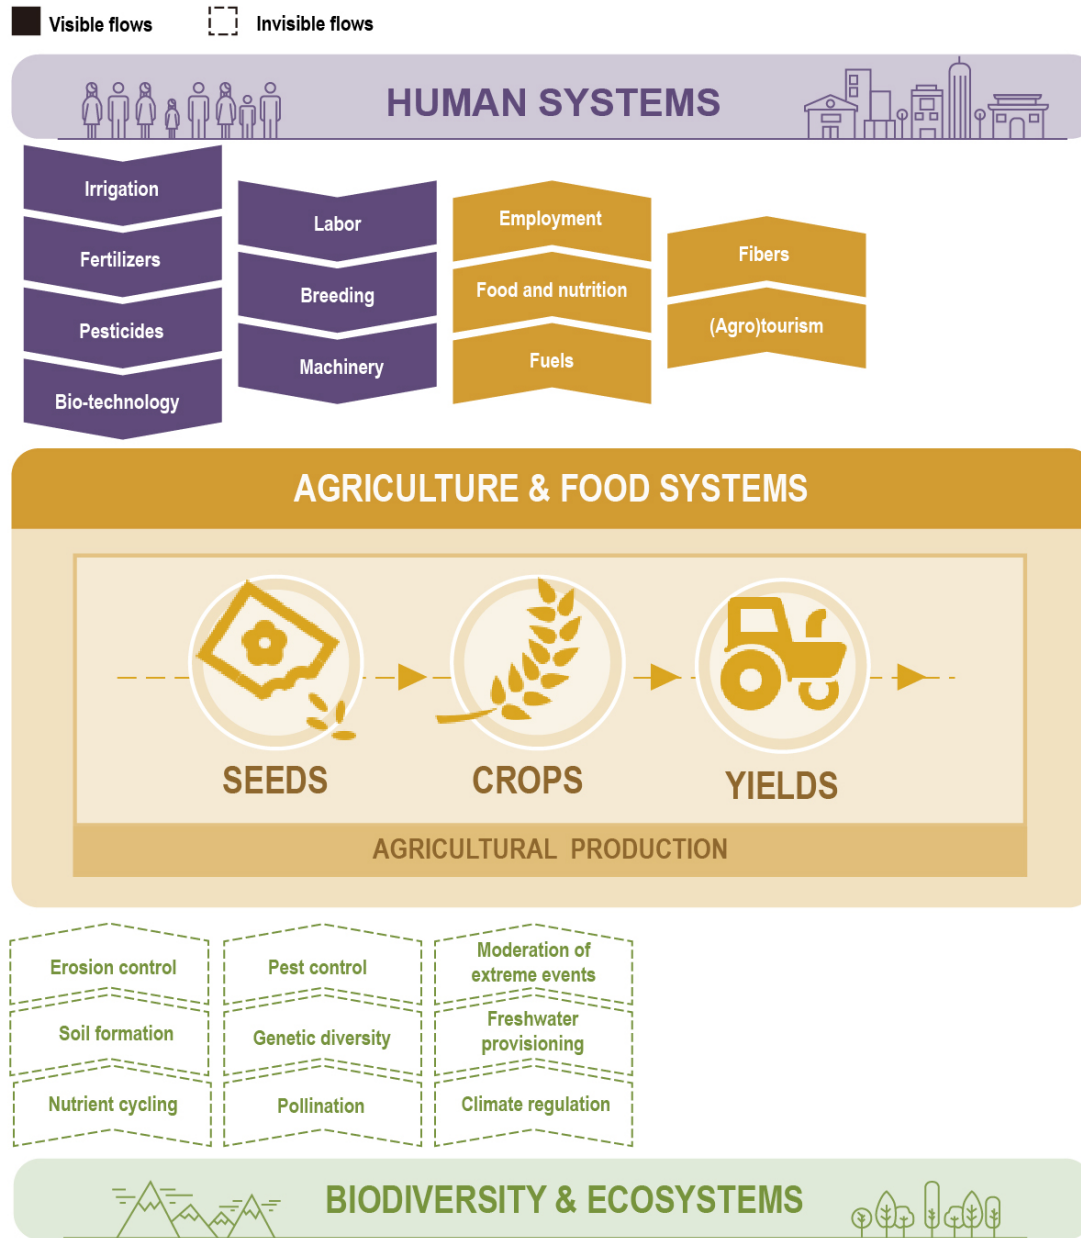 Visible flows
Invisible flows
HUMAN SYSTEMS
Irrigation
Fertilizers
Pesticides
Bio-technology
Labor
Breeding
Machinery
Employment
Food and nutrition
Fuels
Fibers
(Agro)tourism
AGRICULTURE & FOOD SYSTEMS
SEEDS
CROPS
YIELDS
AGRICULTURAL PRODUCTION
Erosion control
Soil formation
Nutrient cycling
Pest control
Genetic diversity
Pollination
Moderation of
extreme events
Freshwater
provisioning
Climate regulation
BIODIVERSITY & ECOSYSTEMS